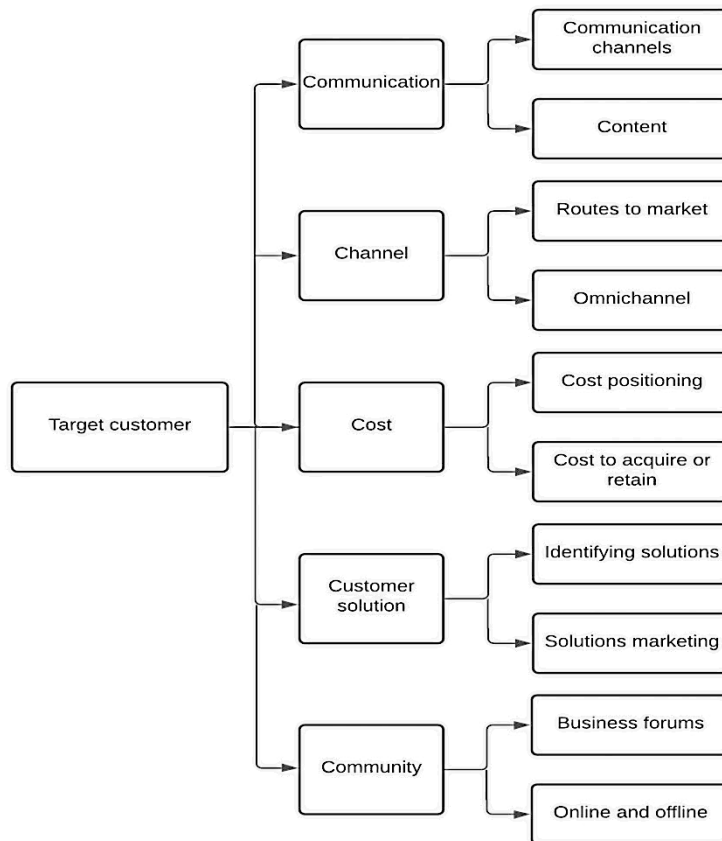 Communication
channels
Communication
Content
Routes to market
Channel
Omnichannel
Cost positioning
Target customer
Cost
Cost to acquire or
retain
Identifying solutions
Customer
solution
Solutions marketing
Business forums
Community
Online and offline